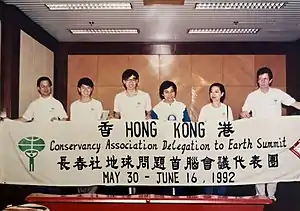 香 HONG KONG 港
Conservancy Association Delegation to Earth Summit
長春社地球問題首腦會議代表團
MAY 30 - JUNE 16, 1992